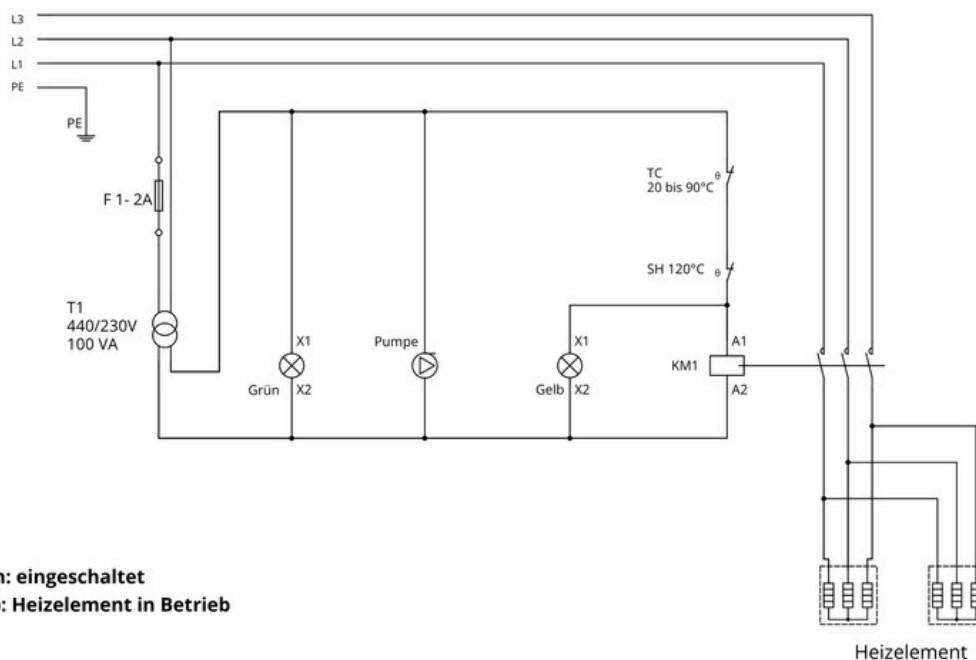 L3
L2
L1
PE
PE
F 1- 2A
T1
440/230V
100 VA
X1
Grün
X2
Pumpe
X1
Gelb
X2
TC
20 bis 90°C
θ
SH 120°C
θ
A1
KM1
A2
: eingeschaltet
: Heizelement in Betrieb
Heizelement